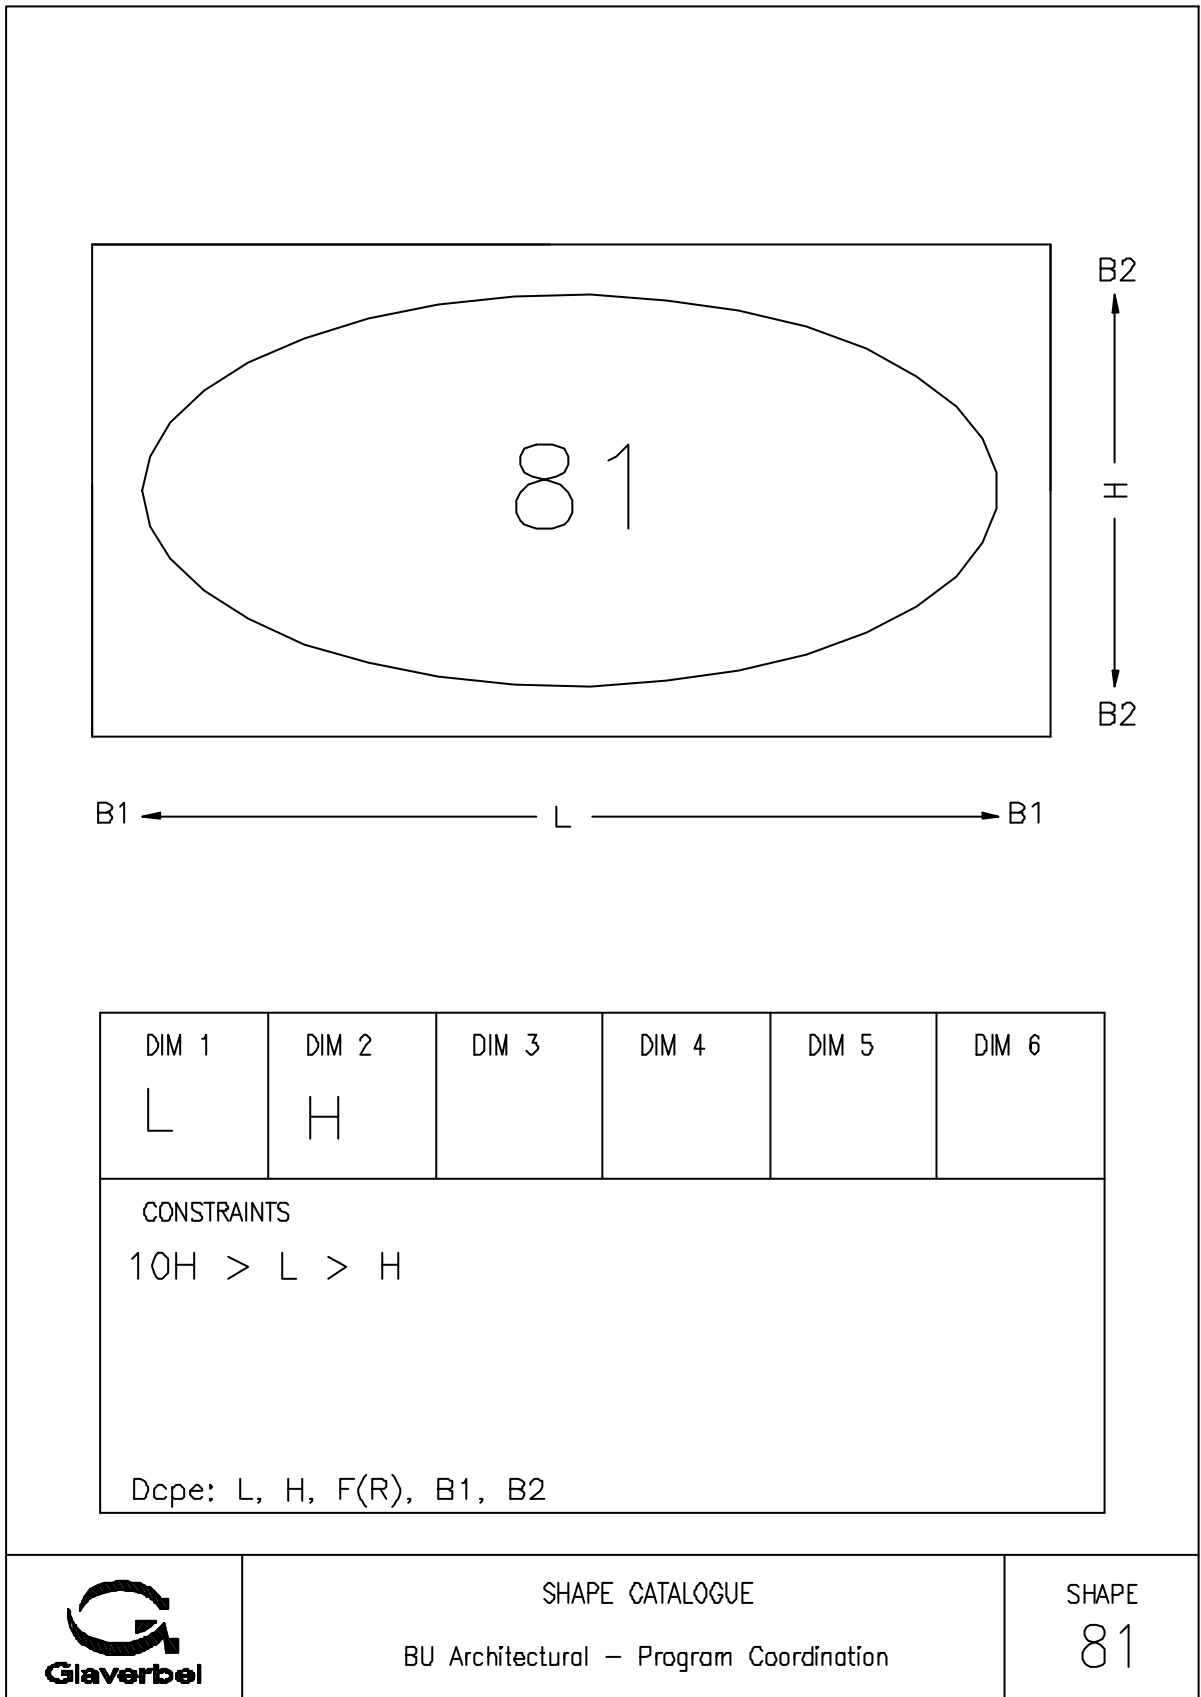 B2
81
H
B2
B1 L B1
DIM 1 DIM 2 DIM 3 DIM 4 DIM 5 DIM 6
L H
CONSTRAINTS
10H > L > H
Dcpe: L, H, F(R), B1, B2
SHAPE CATALOGUE SHAPE
BU Architectural – Program Coordination 81
Glaverbel